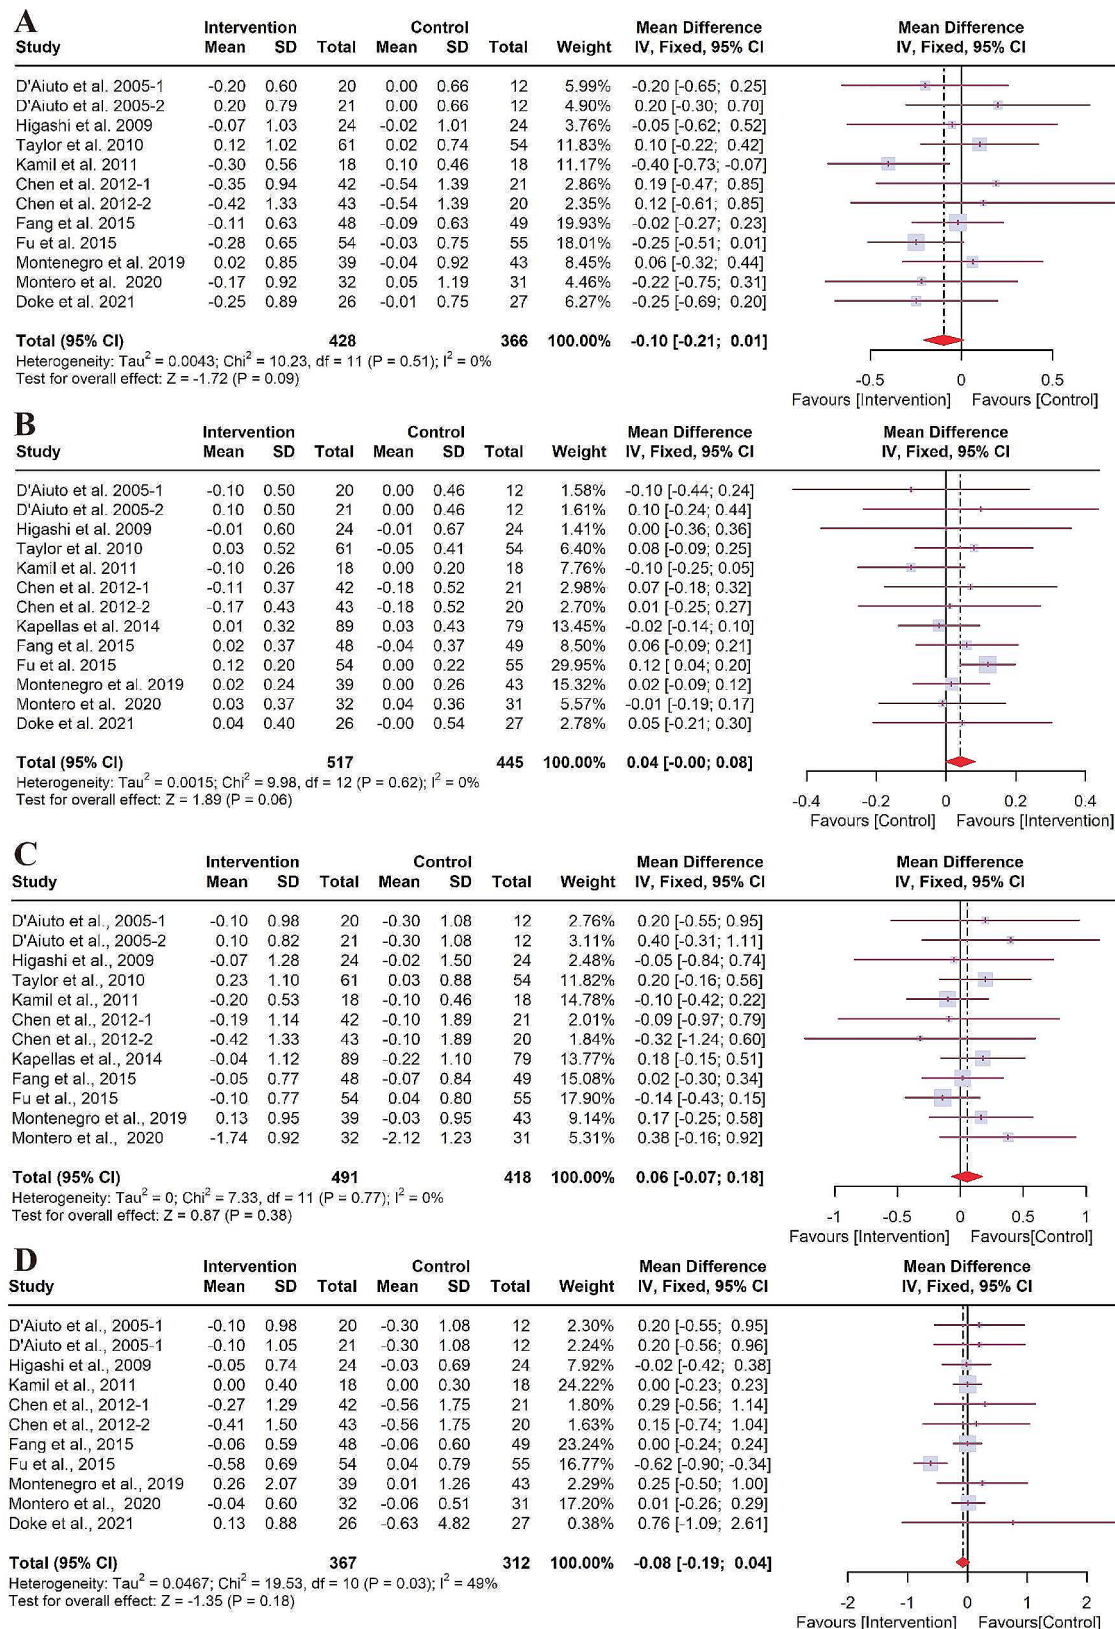 A
Intervention Control Mean Difference Mean Difference
Study Mean SD Total Mean SD Total Weight IV, Fixed, 95% CI IV, Fixed, 95% CI
D'Aiuto et al. 2005-1 -0.20 0.60 20 0.00 0.66 12 5.99% -0.20 [-0.65; 0.25]
D'Aiuto et al. 2005-2 0.20 0.79 21 0.00 0.66 12 4.90% 0.20 [-0.30; 0.70]
Higashi et al. 2009 -0.07 1.03 24 -0.02 1.01 24 3.76% -0.05 [-0.62; 0.52]
Taylor et al. 2010 0.12 1.02 61 0.02 0.74 54 11.83% 0.10 [-0.22; 0.42]
Kamil et al. 2011 -0.30 0.56 18 0.10 0.46 18 11.17% -0.40 [-0.73; -0.07]
Chen et al. 2012-1 -0.35 0.94 42 -0.54 1.39 21 2.86% 0.19 [-0.47; 0.85]
Chen et al. 2012-2 -0.42 1.33 43 -0.54 1.39 20 2.35% 0.12 [-0.61; 0.85]
Fang et al. 2015 -0.11 0.63 48 -0.09 0.63 49 19.93% -0.02 [-0.27; 0.23]
Fu et al. 2015 -0.28 0.65 54 -0.03 0.75 55 18.01% -0.25 [-0.51; 0.01]
Montenegro et al. 2019 0.02 0.85 39 -0.04 0.92 43 8.45% 0.06 [-0.32; 0.44]
Montero et al. 2020 -0.17 0.92 32 0.05 1.19 31 4.46% -0.22 [-0.75; 0.31]
Doke et al. 2021 -0.25 0.89 26 -0.01 0.75 27 6.27% -0.25 [-0.69; 0.20]
Total (95% CI) 428 366 100.00% -0.10 [-0.21; 0.01]
Heterogeneity: Tau² = 0.0043; Chi² = 10.23, df = 11 (P = 0.51); I² = 0%
Test for overall effect: Z = -1.72 (P = 0.09)
-0.5 0 0.5
Favours [Intervention] Favours [Control]
B
Intervention Control Mean Difference Mean Difference
Study Mean SD Total Mean SD Total Weight IV, Fixed, 95% CI IV, Fixed, 95% CI
D'Aiuto et al. 2005-1 -0.10 0.50 20 0.00 0.46 12 1.58% -0.10 [-0.44; 0.24]
D'Aiuto et al. 2005-2 0.10 0.50 21 0.00 0.46 12 1.61% 0.10 [-0.24; 0.44]
Higashi et al. 2009 -0.01 0.60 24 -0.01 0.67 24 1.41% 0.00 [-0.36; 0.36]
Taylor et al. 2010 0.03 0.52 61 -0.05 0.41 54 6.40% 0.08 [-0.09; 0.25]
Kamil et al. 2011 -0.10 0.26 18 0.00 0.20 18 7.76% -0.10 [-0.25; 0.05]
Chen et al. 2012-1 -0.11 0.37 42 -0.18 0.52 21 2.98% 0.07 [-0.18; 0.32]
Chen et al. 2012-2 -0.17 0.43 43 -0.18 0.52 20 2.70% 0.01 [-0.25; 0.27]
Kapellas et al. 2014 0.01 0.32 89 0.03 0.43 79 13.45% -0.02 [-0.14; 0.10]
Fang et al. 2015 0.02 0.37 48 -0.04 0.37 49 8.50% 0.06 [-0.09; 0.21]
Fu et al. 2015 0.12 0.20 54 0.00 0.22 55 29.95% 0.12 [ 0.04; 0.20]
Montenegro et al. 2019 0.02 0.24 39 0.00 0.26 43 15.32% 0.02 [-0.09; 0.12]
Montero et al. 2020 0.03 0.37 32 0.04 0.36 31 5.57% -0.01 [-0.19; 0.17]
Doke et al. 2021 0.04 0.40 26 -0.00 0.54 27 2.78% 0.05 [-0.21; 0.30]
Total (95% CI) 517 445 100.00% 0.04 [-0.00; 0.08]
Heterogeneity: Tau² = 0.0015; Chi² = 9.98, df = 12 (P = 0.62); I² = 0%
Test for overall effect: Z = 1.89 (P = 0.06)
-0.4 -0.2 0 0.2 0.4
Favours [Control] Favours [Intervention]
C
Intervention Control Mean Difference Mean Difference
Study Mean SD Total Mean SD Total Weight IV, Fixed, 95% CI IV, Fixed, 95% CI
D'Aiuto et al., 2005-1 -0.10 0.98 20 -0.30 1.08 12 2.76% 0.20 [-0.55; 0.95]
D'Aiuto et al., 2005-2 0.10 0.82 21 -0.30 1.08 12 3.11% 0.40 [-0.31; 1.11]
Higashi et al., 2009 -0.07 1.28 24 -0.02 1.50 24 2.48% -0.05 [-0.84; 0.74]
Taylor et al., 2010 0.23 1.10 61 0.03 0.88 54 11.82% 0.20 [-0.16; 0.56]
Kamil et al., 2011 -0.20 0.53 18 -0.10 0.46 18 14.78% -0.10 [-0.42; 0.22]
Chen et al., 2012-1 -0.19 1.14 42 -0.10 1.89 21 2.01% -0.09 [-0.97; 0.79]
Chen et al., 2012-2 -0.42 1.33 43 -0.10 1.89 20 1.84% -0.32 [-1.24; 0.60]
Kapellas et al., 2014 -0.04 1.12 89 -0.22 1.10 79 13.77% 0.18 [-0.15; 0.51]
Fang et al., 2015 -0.05 0.77 48 -0.07 0.84 49 15.08% 0.02 [-0.30; 0.34]
Fu et al., 2015 -0.10 0.77 54 0.04 0.80 55 17.90% -0.14 [-0.43; 0.15]
Montenegro et al., 2019 0.13 0.95 39 -0.03 0.95 43 9.14% 0.17 [-0.25; 0.58]
Montero et al., 2020 -1.74 0.92 32 -2.12 1.23 31 5.31% 0.38 [-0.16; 0.92]
Total (95% CI) 491 418 100.00% 0.06 [-0.07; 0.18]
Heterogeneity: Tau² = 0; Chi² = 7.33, df = 11 (P = 0.77); I² = 0%
Test for overall effect: Z = 0.87 (P = 0.38)
-1 -0.5 0 0.5 1
Favours [Intervention] Favours[Control]
D
Intervention Control Mean Difference Mean Difference
Study Mean SD Total Mean SD Total Weight IV, Fixed, 95% CI IV, Fixed, 95% CI
D'Aiuto et al., 2005-1 -0.10 0.98 20 -0.30 1.08 12 2.30% 0.20 [-0.55; 0.95]
D'Aiuto et al., 2005-1 -0.10 1.05 21 -0.30 1.08 12 2.24% 0.20 [-0.56; 0.96]
Higashi et al., 2009 -0.05 0.74 24 -0.03 0.69 24 7.92% -0.02 [-0.42; 0.38]
Kamil et al., 2011 0.00 0.40 18 0.00 0.30 18 24.22% 0.00 [-0.23; 0.23]
Chen et al., 2012-1 -0.27 1.29 42 -0.56 1.75 21 1.80% 0.29 [-0.56; 1.14]
Chen et al., 2012-2 -0.41 1.50 43 -0.56 1.75 20 1.63% 0.15 [-0.74; 1.04]
Fang et al., 2015 -0.06 0.59 48 -0.06 0.60 49 23.24% 0.00 [-0.24; 0.24]
Fu et al., 2015 -0.58 0.69 54 0.04 0.79 55 16.77% -0.62 [-0.90; -0.34]
Montenegro et al., 2019 0.26 2.07 39 0.01 1.26 43 2.29% 0.25 [-0.50; 1.00]
Montero et al., 2020 -0.04 0.60 32 -0.06 0.51 31 17.20% 0.01 [-0.26; 0.29]
Doke et al., 2021 0.13 0.88 26 -0.63 4.82 27 0.38% 0.76 [-1.09; 2.61]
Total (95% CI) 367 312 100.00% -0.08 [-0.19; 0.04]
Heterogeneity: Tau² = 0.0467; Chi² = 19.53, df = 10 (P = 0.03); I² = 49%
Test for overall effect: Z = -1.35 (P = 0.18)
-2 -1 0 1 2
Favours [Intervention] Favours[Control]